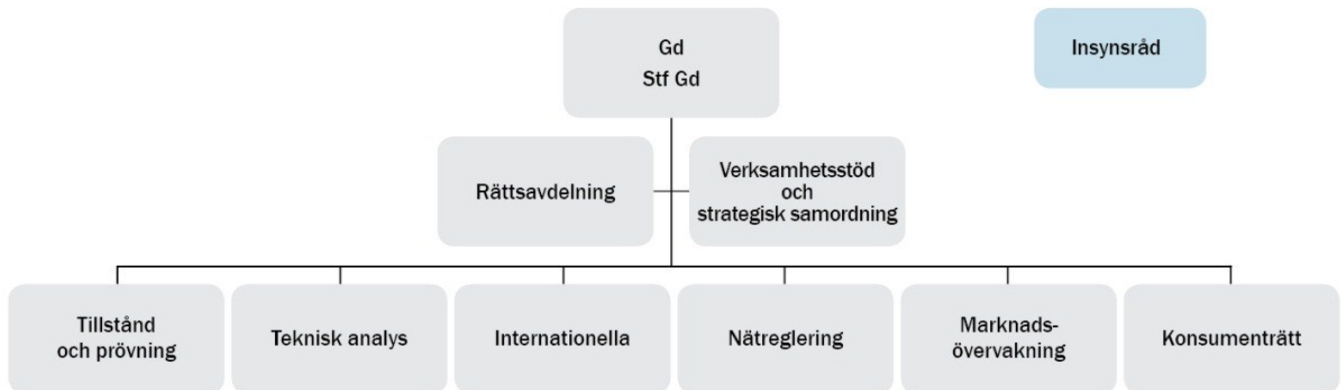 Gd
Stf Gd
Insynsråd
Rättsavdelning
Verksamhetsstöd
och
strategisk samordning
Tillstånd
och prövning
Teknisk analys
Internationella
Nätreglering
Marknads-
övervakning
Konsumenträtt